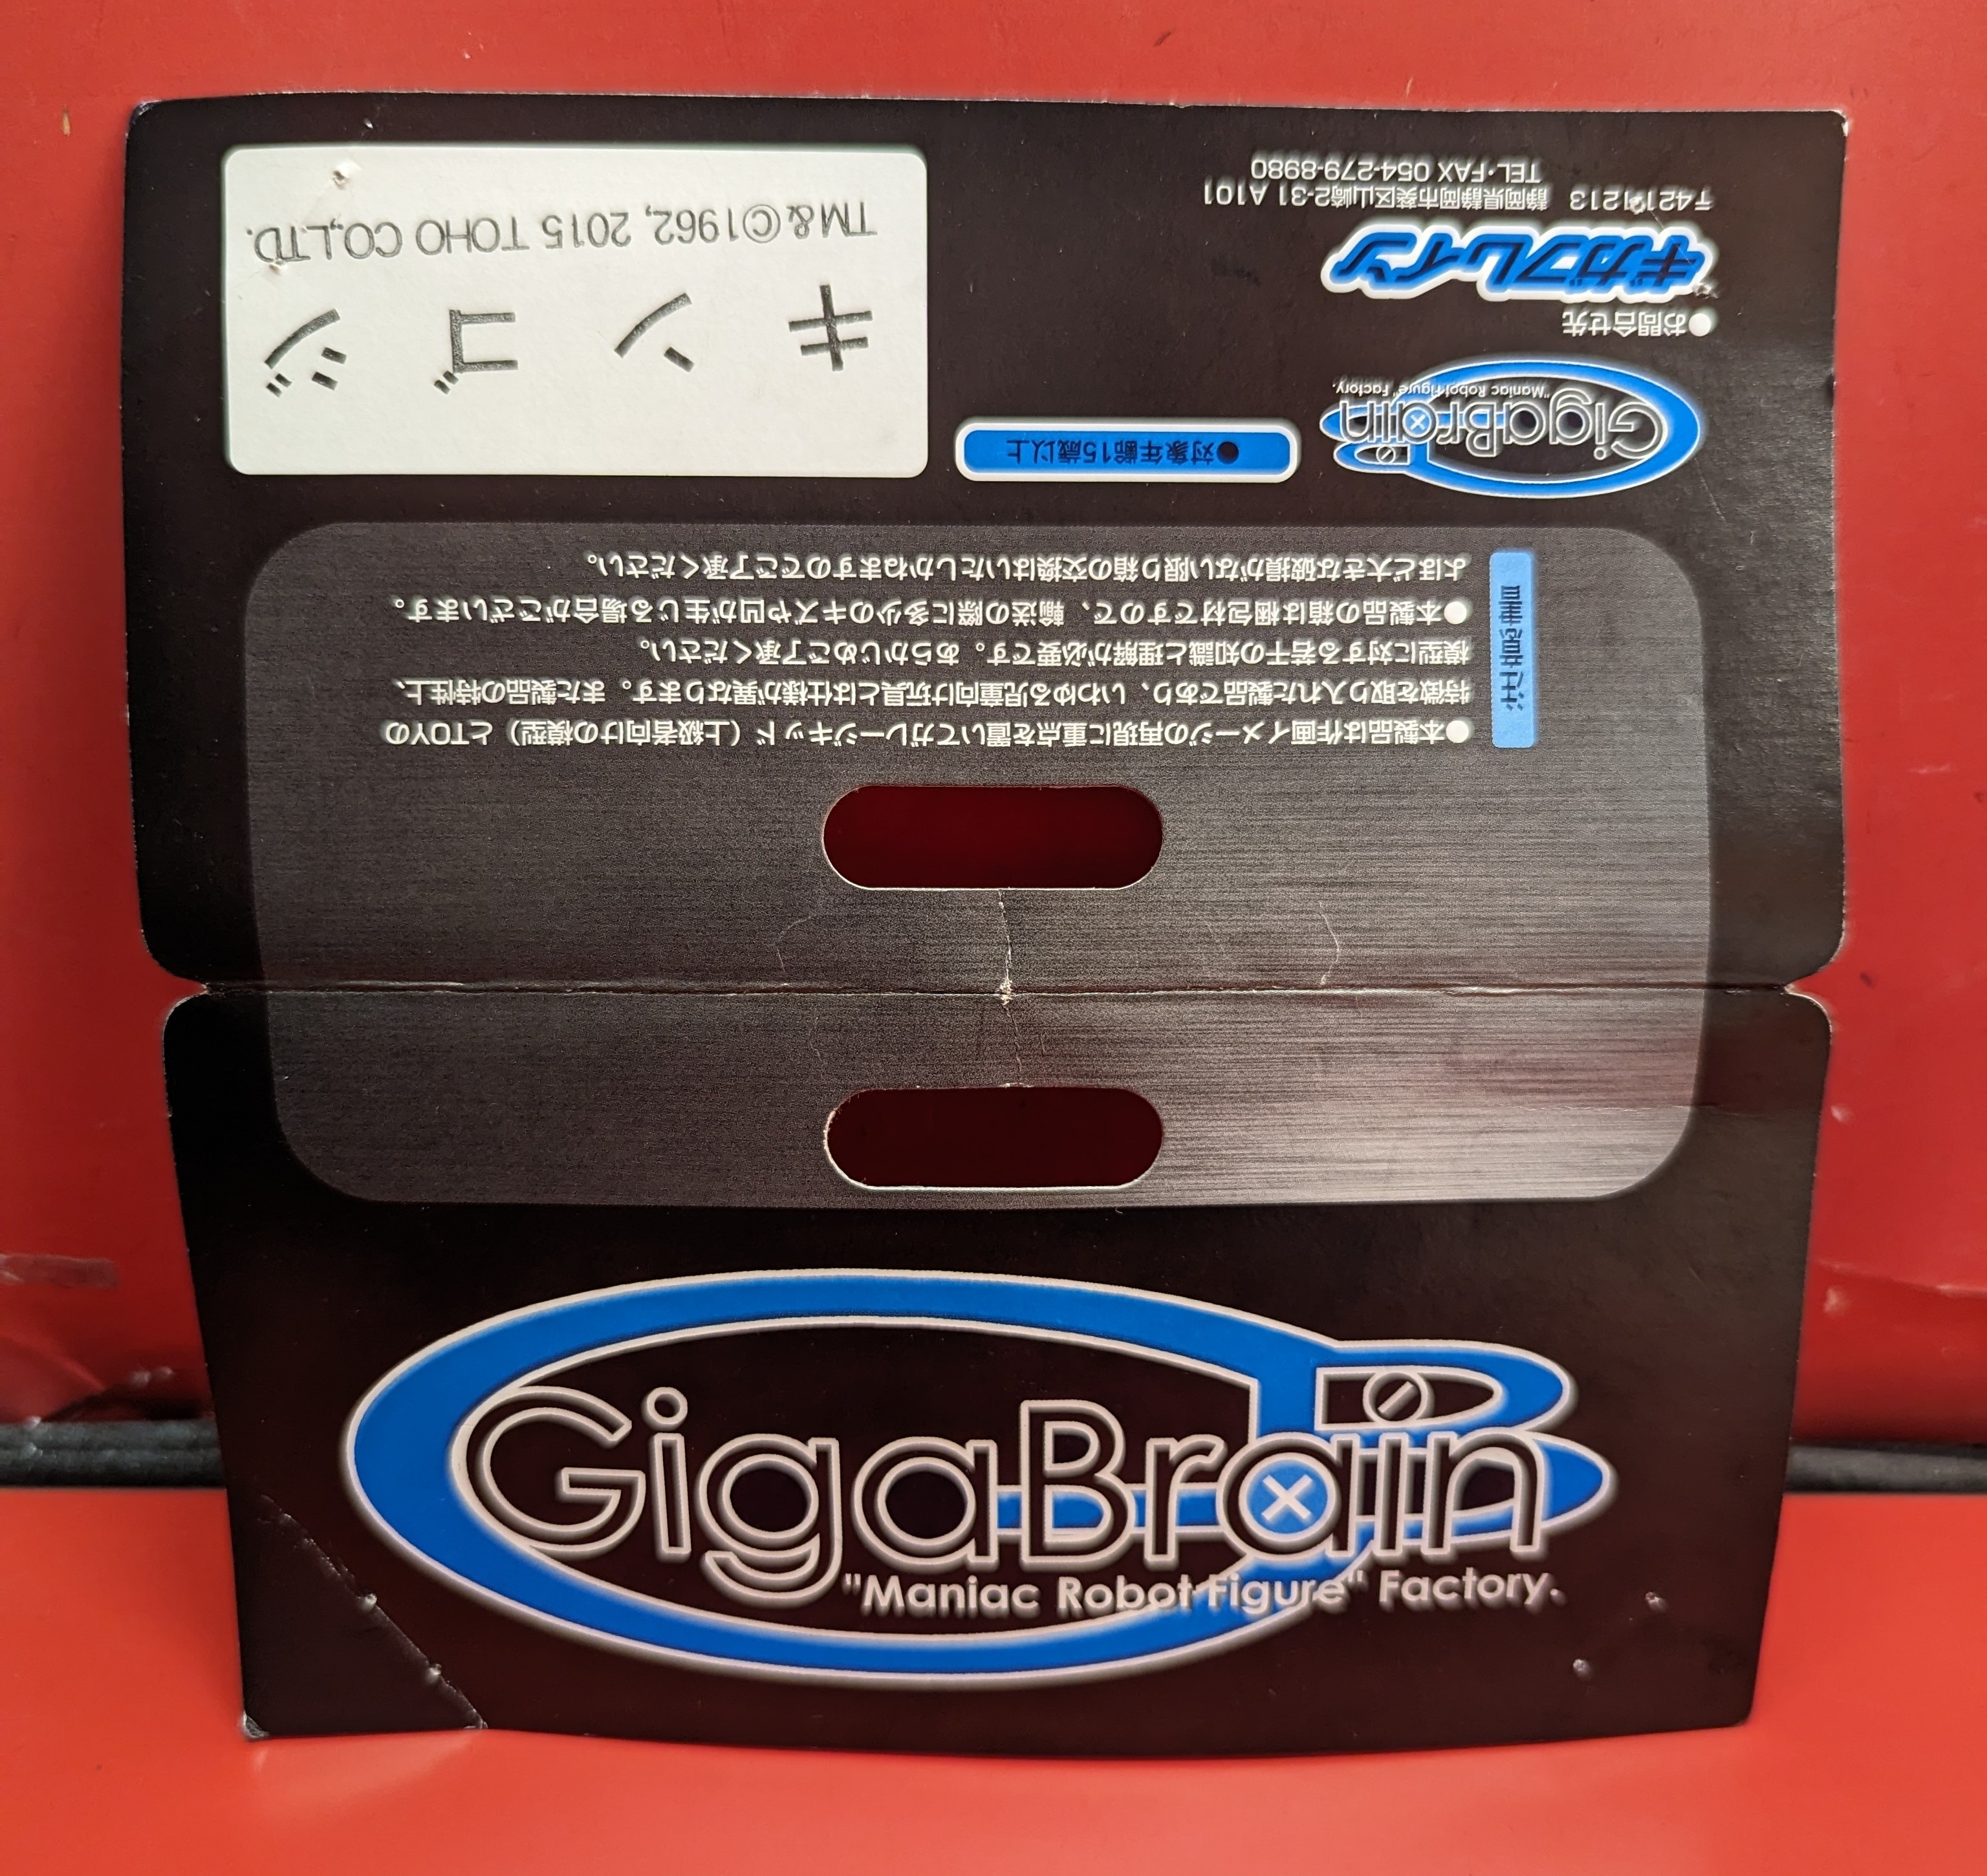 GigaBrain
"Maniac Robot Figure" Factory.
注意書
●本製品は作画イメージの再現に重点を置いてガレージキッド（上級者向けの模型）とTOYの
特徴を取り入れた製品であり、いわゆる児童向け玩具とは仕様が異なります。また製品の特性上、
模型に対する若干の知識と理解が必要です。あらかじめご了承ください。
●本製品の箱は梱包材ですので、輸送の際に多少のキズや凹が生じる場合がございます。
よほど大きな破損がない限り箱の交換はいたしかねますのでご了承ください。
GigaBrain
"Maniac Robot Figure" Factory.
●対象年齢15歳以上
●お問合せ先
ギガブレイン
〒4211213 静岡県静岡市葵区山崎2-31 A101
TEL・FAX 054-279-8980
キンゴジ
TM&©1962, 2015 TOHO CO.,LTD.